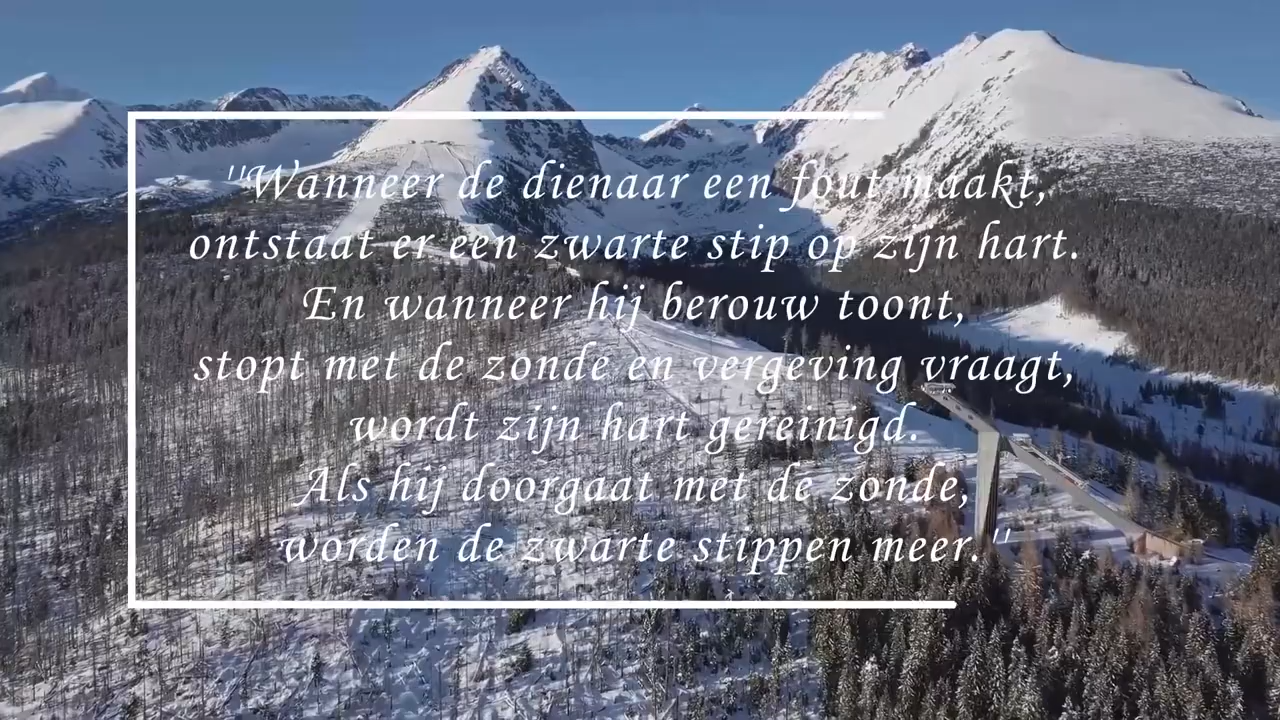 "Wanneer de dienaar een fout maakt,
ontstaat er een zwarte stip op zijn hart.
En wanneer hij berouw toont,
stopt met de zonde en vergeving vraagt,
wordt zijn hart gereinigd.
Als hij doorgaat met de zonde,
worden de zwarte stippen meer."